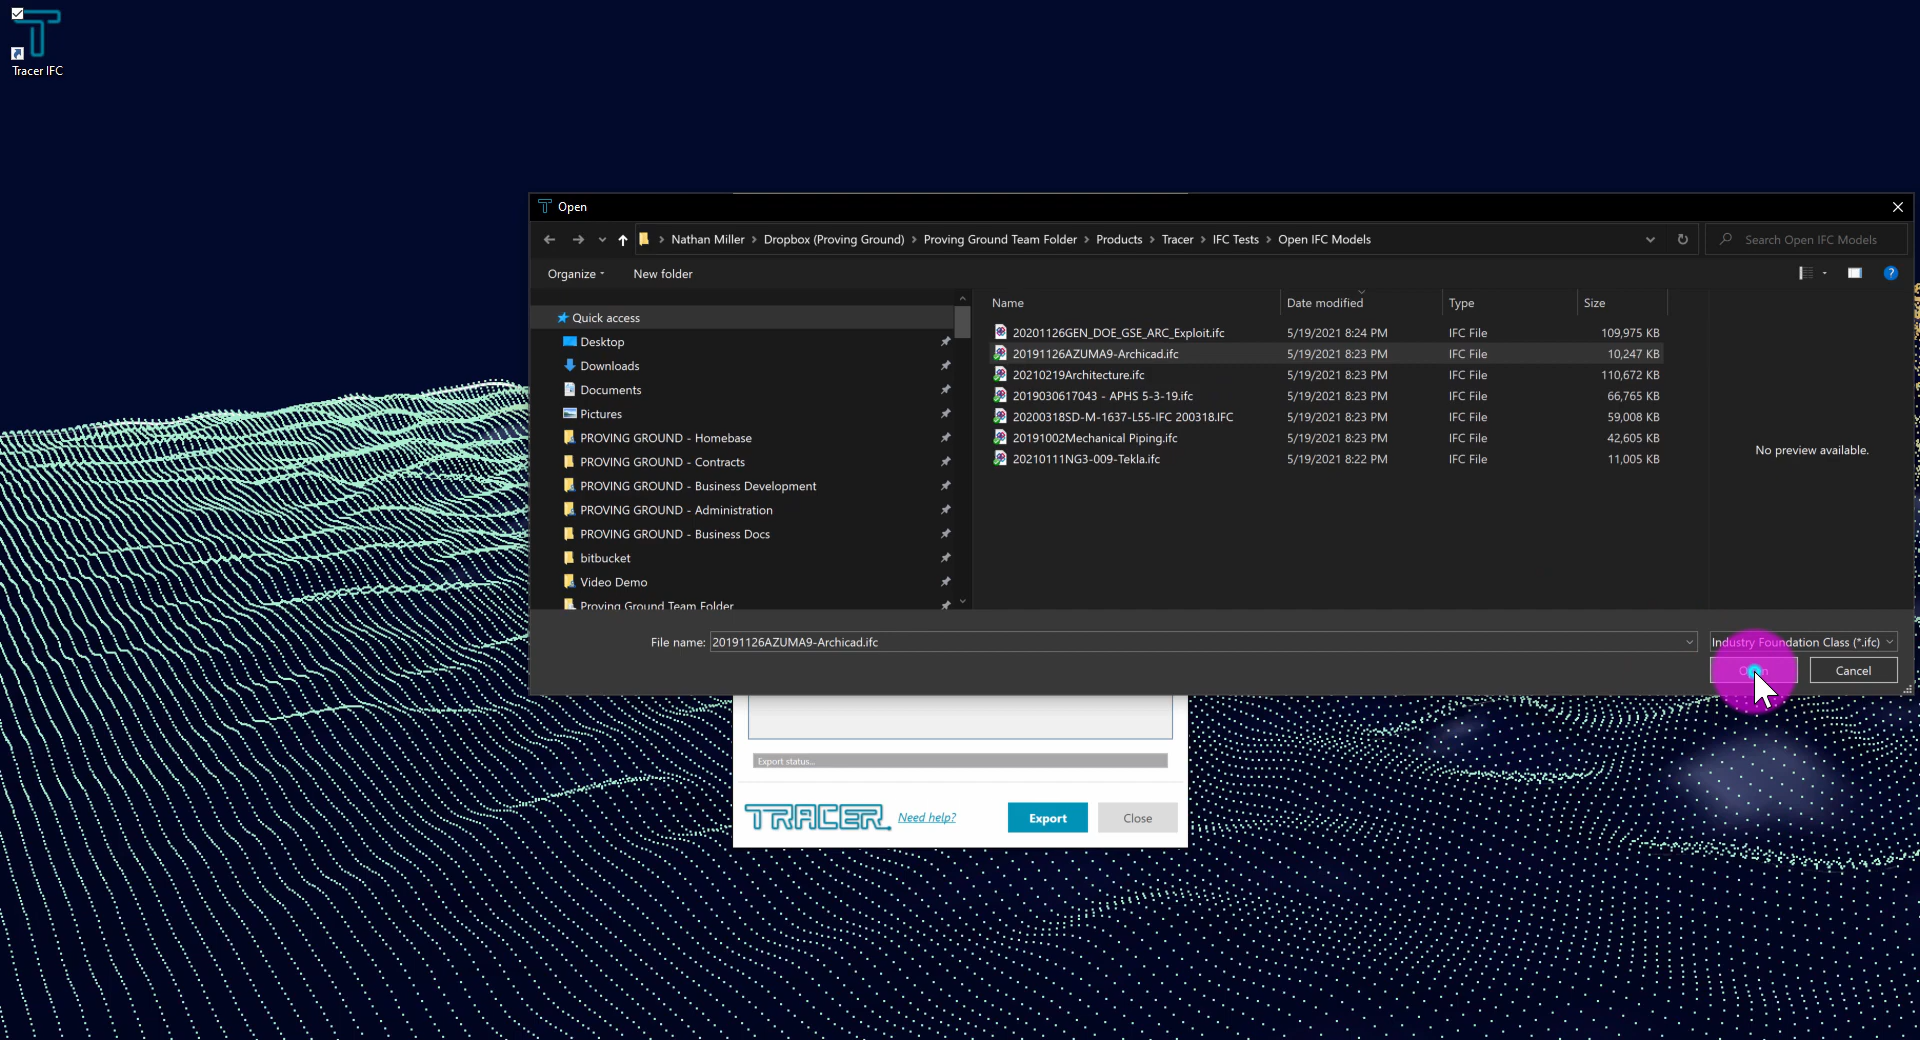 Tracer IFC
Open
Nathan Miller > Dropbox (Proving Ground) > Proving Ground Team Folder > Products > Tracer > IFC Tests > Open IFC Models
Search Open IFC Models
Organize
New folder
Name Date modified Type Size
Quick access
Desktop
Downloads
Documents
Pictures
PROVING GROUND - Homebase
PROVING GROUND - Contracts
PROVING GROUND - Business Development
PROVING GROUND - Administration
PROVING GROUND - Business Docs
bitbucket
Video Demo
Proving Ground Team Folder
20201126GEN_DOE_GSE_ARC_Exploit.ifc 5/19/2021 8:24 PM IFC File 109,975 KB
20191126AZUMA9-Archicad.ifc 5/19/2021 8:23 PM IFC File 10,247 KB
20210219Architecture.ifc 5/19/2021 8:23 PM IFC File 110,672 KB
2019030617043 - APHS 5-3-19.ifc 5/19/2021 8:23 PM IFC File 66,765 KB
20200318SD-M-1637-L55-IFC 200318.IFC 5/19/2021 8:23 PM IFC File 59,008 KB
20191002Mechanical Piping.ifc 5/19/2021 8:23 PM IFC File 42,605 KB
20210111NG3-009-Tekla.ifc 5/19/2021 8:22 PM IFC File 11,005 KB
No preview available.
File name: 20191126AZUMA9-Archicad.ifc
Industry Foundation Class (*.ifc)
Open
Cancel
Export status...
TRACER
Need help?
Export
Close